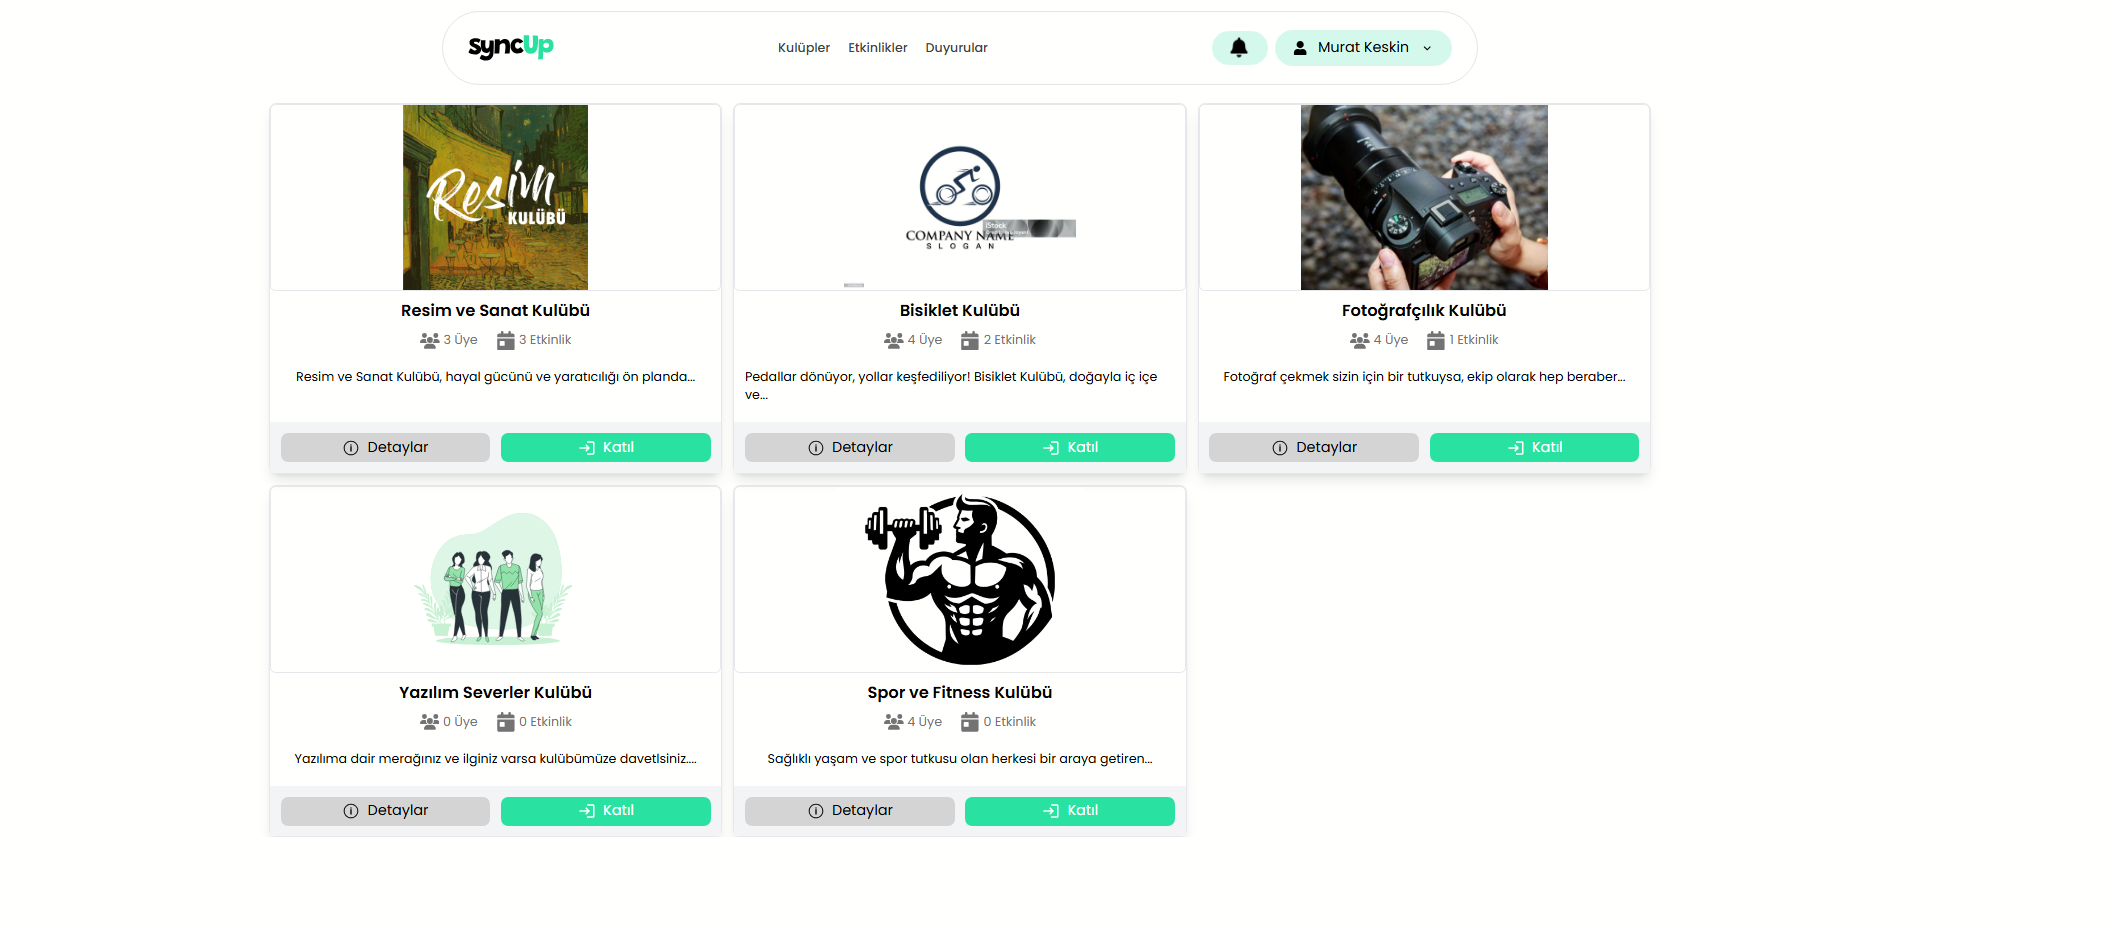 syncUp
Kulüpler Etkinlikler Duyurular
Murat Keskin
Resim
KULÜBÜ
COMPANY NAME
SLOGAN
iStock
Resim ve Sanat Kulübü
3 Üye 3 Etkinlik
Resim ve Sanat Kulübü, hayal gücünü ve yaratıcılığı ön planda...
Detaylar Katıl
Bisiklet Kulübü
4 Üye 2 Etkinlik
Pedallar dönüyor, yollar keşfediliyor! Bisiklet Kulübü, doğayla iç içe
ve...
Detaylar Katıl
Fotoğrafçılık Kulübü
4 Üye 1 Etkinlik
Fotoğraf çekmek sizin için bir tutkuysa, ekip olarak hep beraber...
Detaylar Katıl
Yazılım Severler Kulübü
0 Üye 0 Etkinlik
Yazılıma dair merağınız ve ilginiz varsa kulübümüze davetlsiniz....
Detaylar Katıl
Spor ve Fitness Kulübü
4 Üye 0 Etkinlik
Sağlıklı yaşam ve spor tutkusu olan herkesi bir araya getiren...
Detaylar Katıl